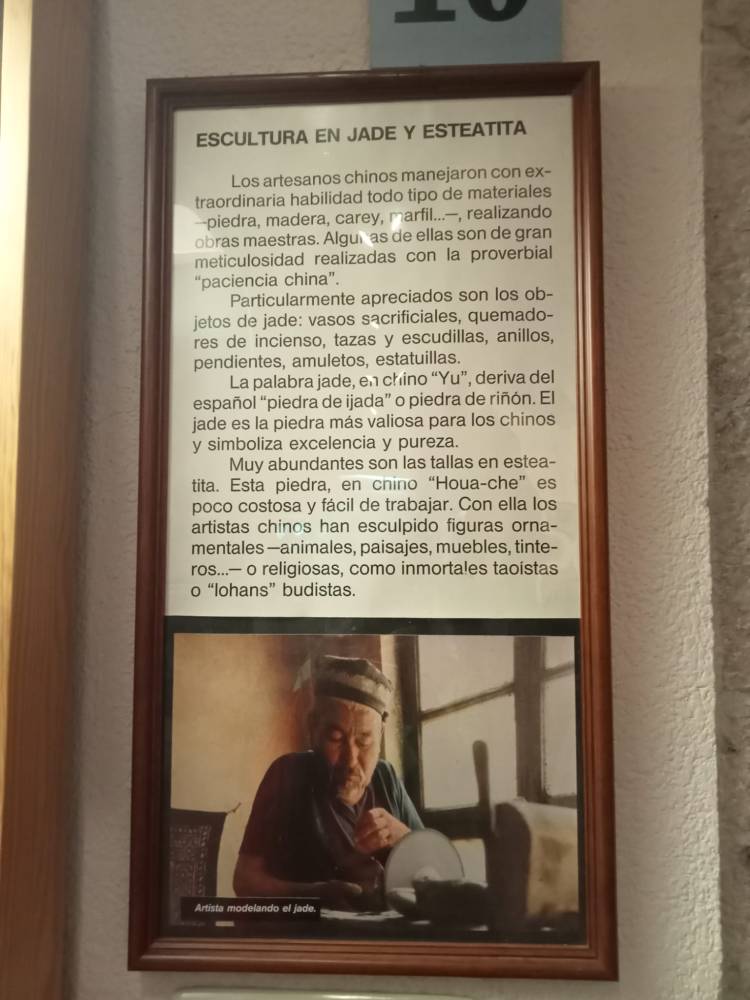 10
ESCULTURA EN JADE Y ESTEATITA
Los artesanos chinos manejaron con ex-
traordinaria habilidad todo tipo de materiales
—piedra, madera, carey, marfil...—, realizando
obras maestras. Algunas de ellas son de gran
meticulosidad realizadas con la proverbial
“paciencia china”.
Particularmente apreciados son los ob-
jetos de jade: vasos sacrificiales, quemado-
res de incienso, tazas y escudillas, anillos,
pendientes, amuletos, estatuillas.
La palabra jade, en chino “Yu”, deriva del
español “piedra de ijada” o piedra de riñón. El
jade es la piedra más valiosa para los chinos
y simboliza excelencia y pureza.
Muy abundantes son las tallas en estea-
tita. Esta piedra, en chino “Houa-che” es
poco costosa y fácil de trabajar. Con ella los
artistas chinos han esculpido figuras orna-
mentales —animales, paisajes, muebles, tinte-
ros...— o religiosas, como inmortales taoístas
o “lohans” budistas.
Artista modelando el jade.